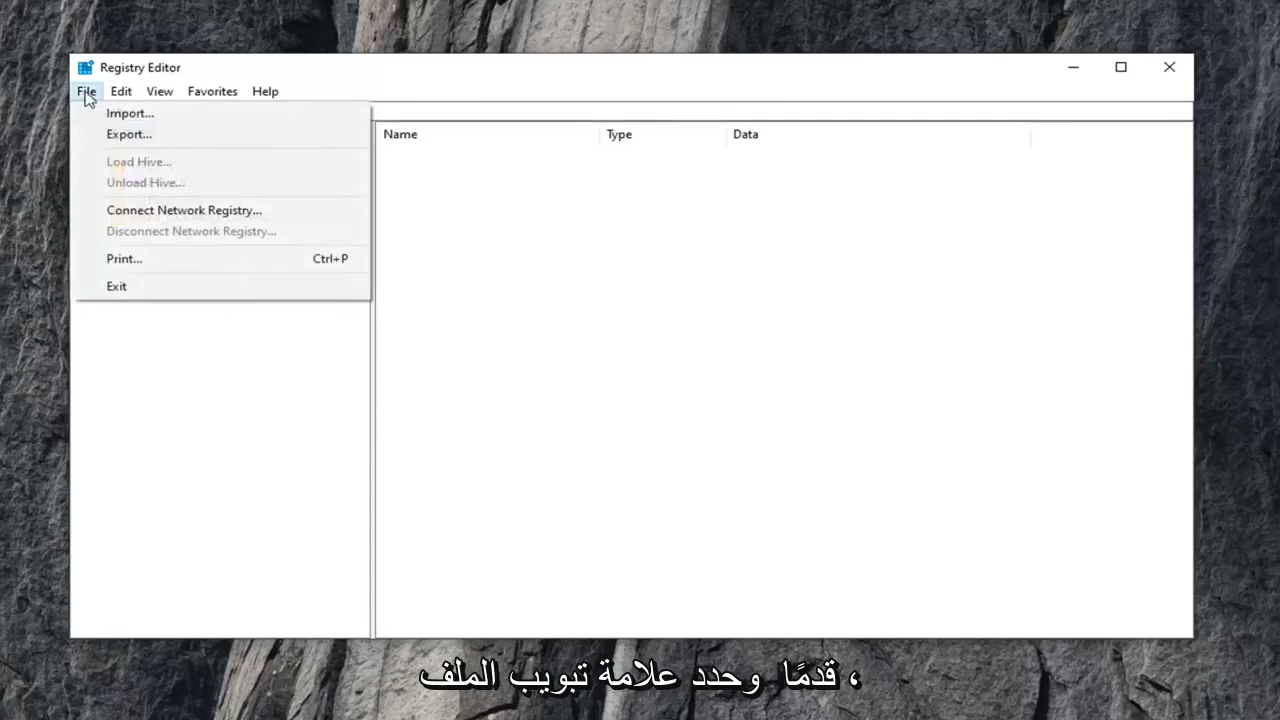 Registry Editor
File Edit View Favorites Help
Import...
Export...
Load Hive...
Unload Hive...
Connect Network Registry...
Disconnect Network Registry...
Print... Ctrl+P
Exit
Name Type Data
، قدمًا وحدد علامة تبويب الملف